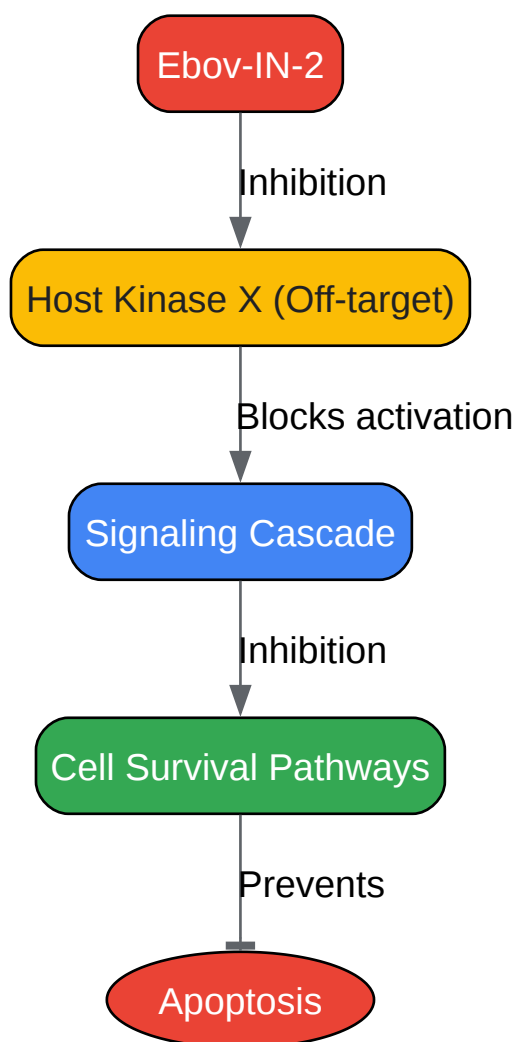 Ebov-IN-2
Inhibition
Host Kinase X (Off-target)
Blocks activation
Signaling Cascade
Inhibition
Cell Survival Pathways
Prevents
Apoptosis